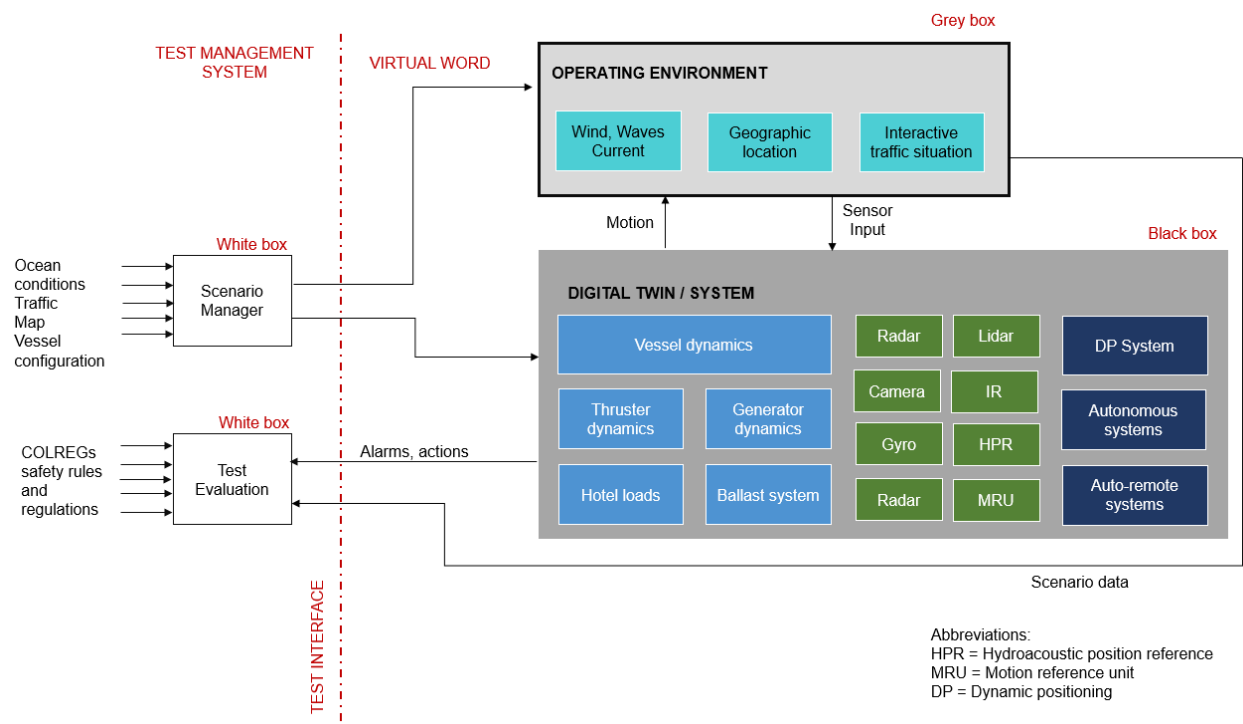 Grey box
TEST MANAGEMENT
SYSTEM
VIRTUAL WORD
OPERATING ENVIRONMENT
Wind, Waves
Current
Geographic
location
Interactive
traffic situation
Motion
Sensor
Input
Black box
White box
Ocean
conditions
Traffic
Map
Vessel
configuration
Scenario
Manager
DIGITAL TWIN / SYSTEM
Vessel dynamics
Thruster
dynamics
Generator
dynamics
Hotel loads
Ballast system
Radar
Lidar
Camera
IR
Gyro
HPR
Radar
MRU
DP System
Autonomous
systems
Auto-remote
systems
White box
COLREGs
safety rules
and
regulations
Test
Evaluation
Alarms, actions
Scenario data
TEST INTERFACE
Abbreviations:
HPR = Hydroacoustic position reference
MRU = Motion reference unit
DP = Dynamic positioning